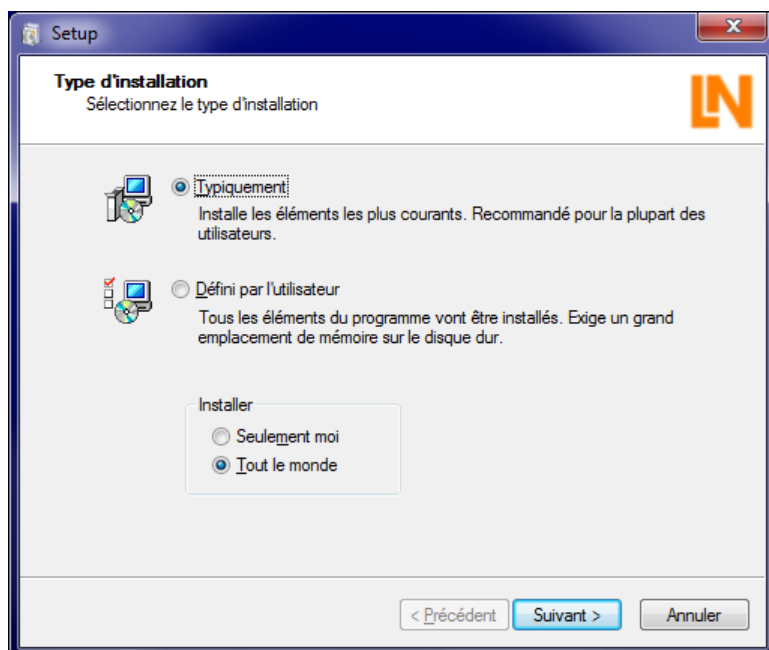 Setup
Type d'installation
Sélectionnez le type d'installation
LN
Typiquement
Installe les éléments les plus courants. Recommandé pour la plupart des
utilisateurs.
Défini par l'utilisateur
Tous les éléments du programme vont être installés. Exige un grand
emplacement de mémoire sur le disque dur.
Installer
Seulement moi
Tout le monde
< Précédent
Suivant >
Annuler